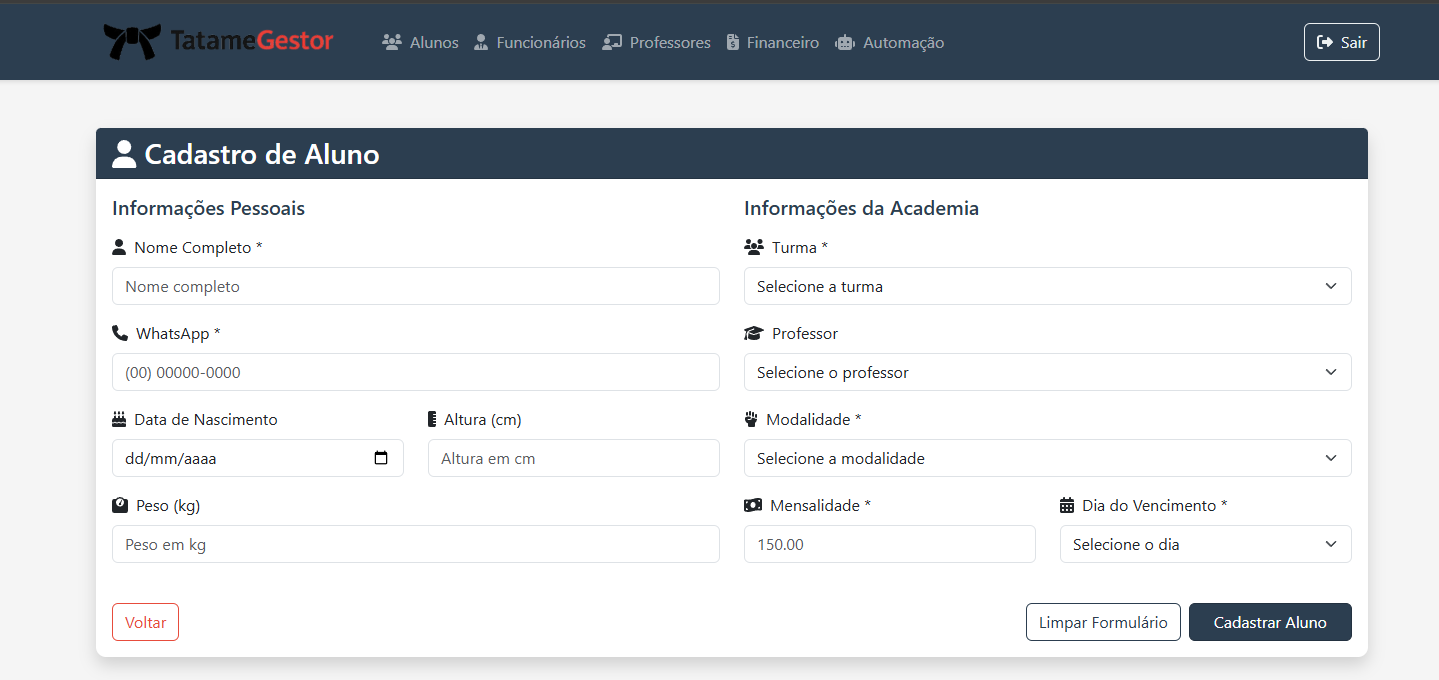 TatameGestor Alunos Funcionários Professores Financeiro Automação Sair
Cadastro de Aluno
Informações Pessoais
Nome Completo *
Nome completo
WhatsApp *
(00) 00000-0000
Data de Nascimento Altura (cm)
dd/mm/aaaa Altura em cm
Peso (kg)
Peso em kg
Informações da Academia
Turma *
Selecione a turma
Professor
Selecione o professor
Modalidade *
Selecione a modalidade
Mensalidade * Dia do Vencimento *
150.00 Selecione o dia
Voltar Limpar Formulário Cadastrar Aluno